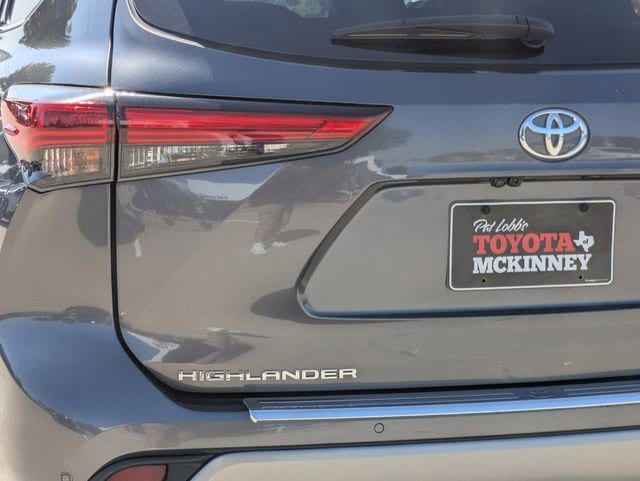 Pat Lobb's
TOYOTA of
MCKINNEY
HIGHLANDER